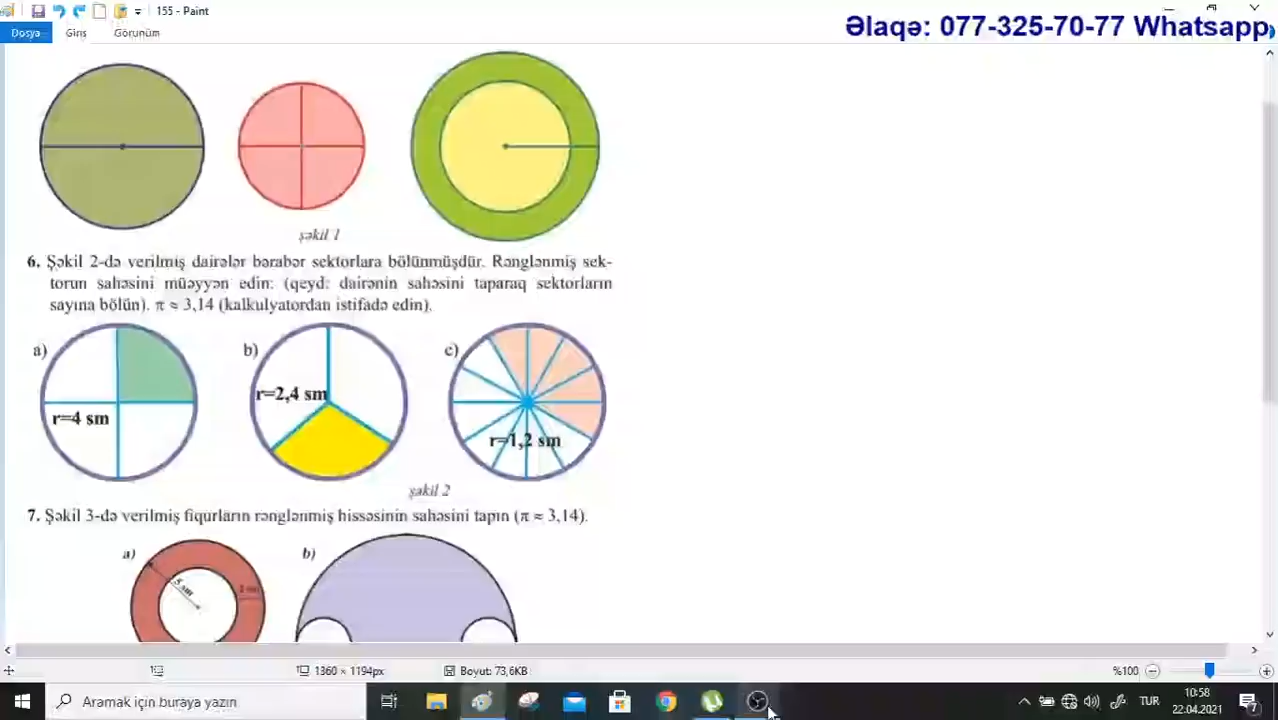 155 - Paint
Əlaqə: 077-325-70-77 Whatsapp
Dosya Giriş Görünüm
şəkil 1
6. Şəkil 2-də verilmiş dairələr bərabər sektorlara bölünmüşdür. Rənglənmiş sek-
torun sahəsini müəyyən edin: (qeyd: dairənin sahəsini taparaq sektorların
sayına bölün). π ≈ 3,14 (kalkulyatordan istifadə edin).
a) b) c)
r=4 sm
r=2,4 sm
r=1,2 sm
şəkil 2
7. Şəkil 3-də verilmiş fiqurların rənglənmiş hissəsinin sahəsini tapın (π ≈ 3,14).
a) b)
5 sm
1360 × 1194px
Boyut: 73,6KB
%100
Aramak için buraya yazın
TUR
10:58
22.04.2021
7